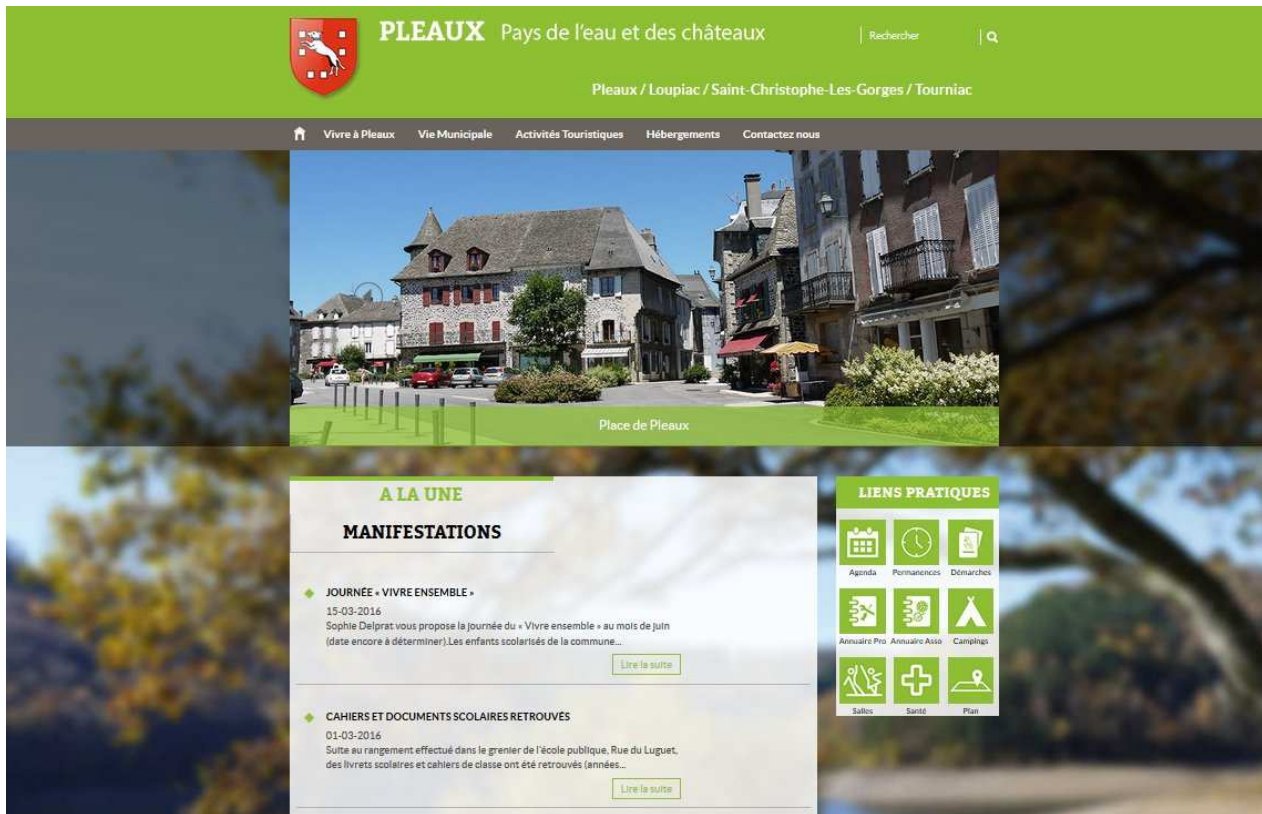 PLEAUX Pays de l'eau et des châteaux
Rechercher
Pleaux / Loupiac / Saint-Christophe-Les-Gorges / Tourniac
Vivre à Pleaux Vie Municipale Activités Touristiques Hébergements Contactez nous
Place de Pleaux
A LA UNE
MANIFESTATIONS
JOURNÉE « VIVRE ENSEMBLE »
15-03-2016
Sophie Delprat vous propose la journée du « Vivre ensemble » au mois de juin
(date encore à déterminer).Les enfants scolarisés de la commune...
Lire la suite
CAHIERS ET DOCUMENTS SCOLAIRES RETROUVÉS
01-03-2016
Suite au rangement effectué dans le grenier de l'école publique, Rue du Luguet,
des livrets scolaires et cahiers de classe ont été retrouvés (années...
Lire la suite
LIENS PRATIQUES
Agenda Permanences Démarches
Annuaire Pro Annuaire Asso Campings
Salles Santé Plan